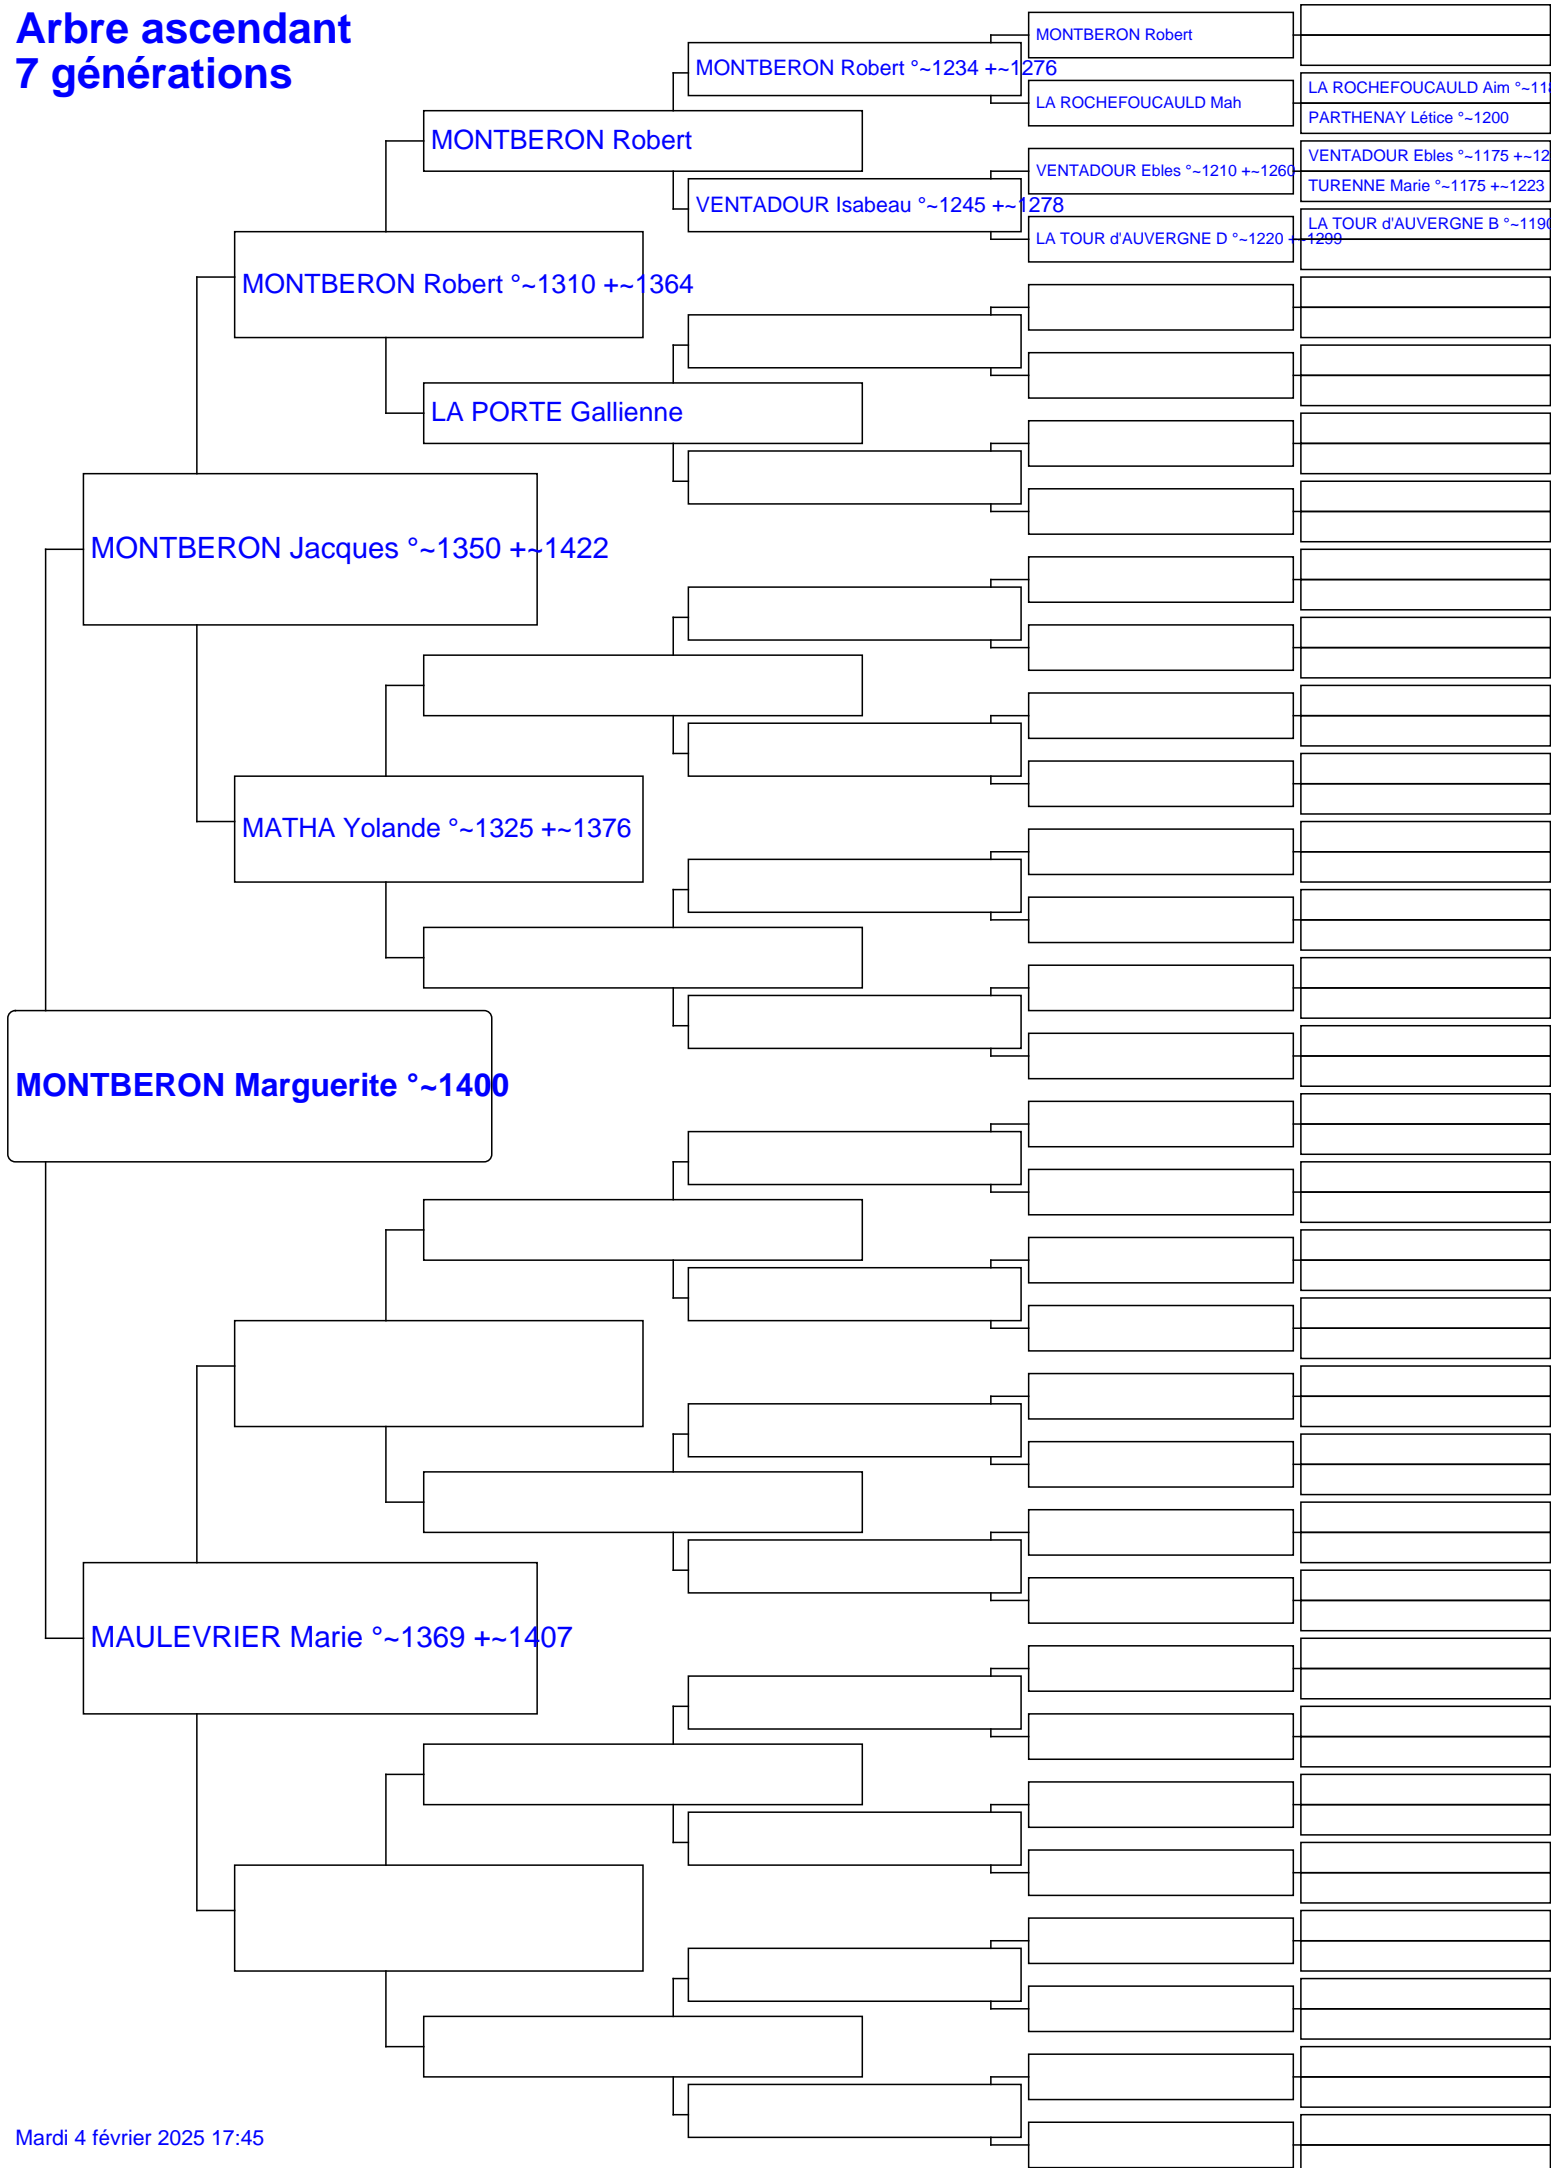 Arbre ascendant
7 générations
MONTBERON Robert
MONTBERON Robert °~1234 +~1276
LA ROCHEFOUCAULD Aim
LA ROCHEFOUCAULD Mah
PARTHENAY Létice °~1200
MONTBERON Robert
VENTADOUR Ebles °~1175
VENTADOUR Ebles °~1210 +~1260
TURENNE Marie °~1175 +~1223
VENTADOUR Isabeau °~1245 +~1278
LA TOUR d'AUVERGNE B °~1190
LA TOUR d'AUVERGNE D °~1220 +~1299
MONTBERON Robert °~1310 +~1364
LA PORTE Gallienne
MONTBERON Jacques °~1350 +~1422
MATHA Yolande °~1325 +~1376
MONTBERON Marguerite °~1400
MAULEVRIER Marie °~1369 +~1407
Mardi 4 février 2025 17:45